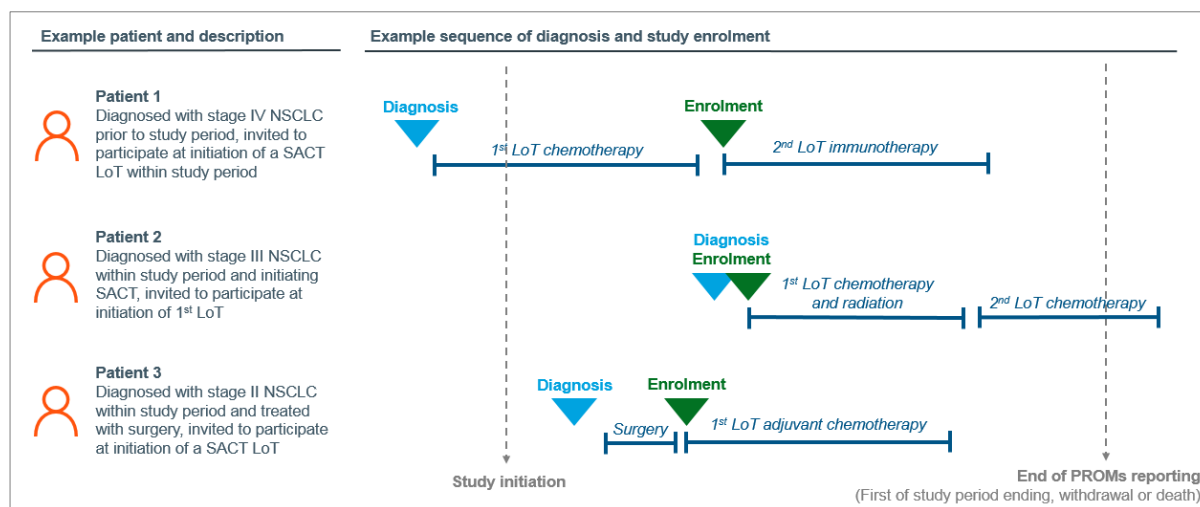 Example patient and description
Example sequence of diagnosis and study enrolment
Patient 1
Diagnosed with stage IV NSCLC
prior to study period, invited to
participate at initiation of a SACT
LoT within study period
Diagnosis
Enrolment
1st LoT chemotherapy
2nd LoT immunotherapy
Patient 2
Diagnosed with stage III NSCLC
within study period and initiating
SACT, invited to participate at
initiation of 1st LoT
Diagnosis
Enrolment
1st LoT chemotherapy
and radiation
2nd LoT chemotherapy
Patient 3
Diagnosed with stage II NSCLC
within study period and treated
with surgery, invited to participate
at initiation of a SACT LoT
Diagnosis
Enrolment
Surgery
1st LoT adjuvant chemotherapy
Study initiation
End of PROMs reporting
(First of study period ending, withdrawal or death)